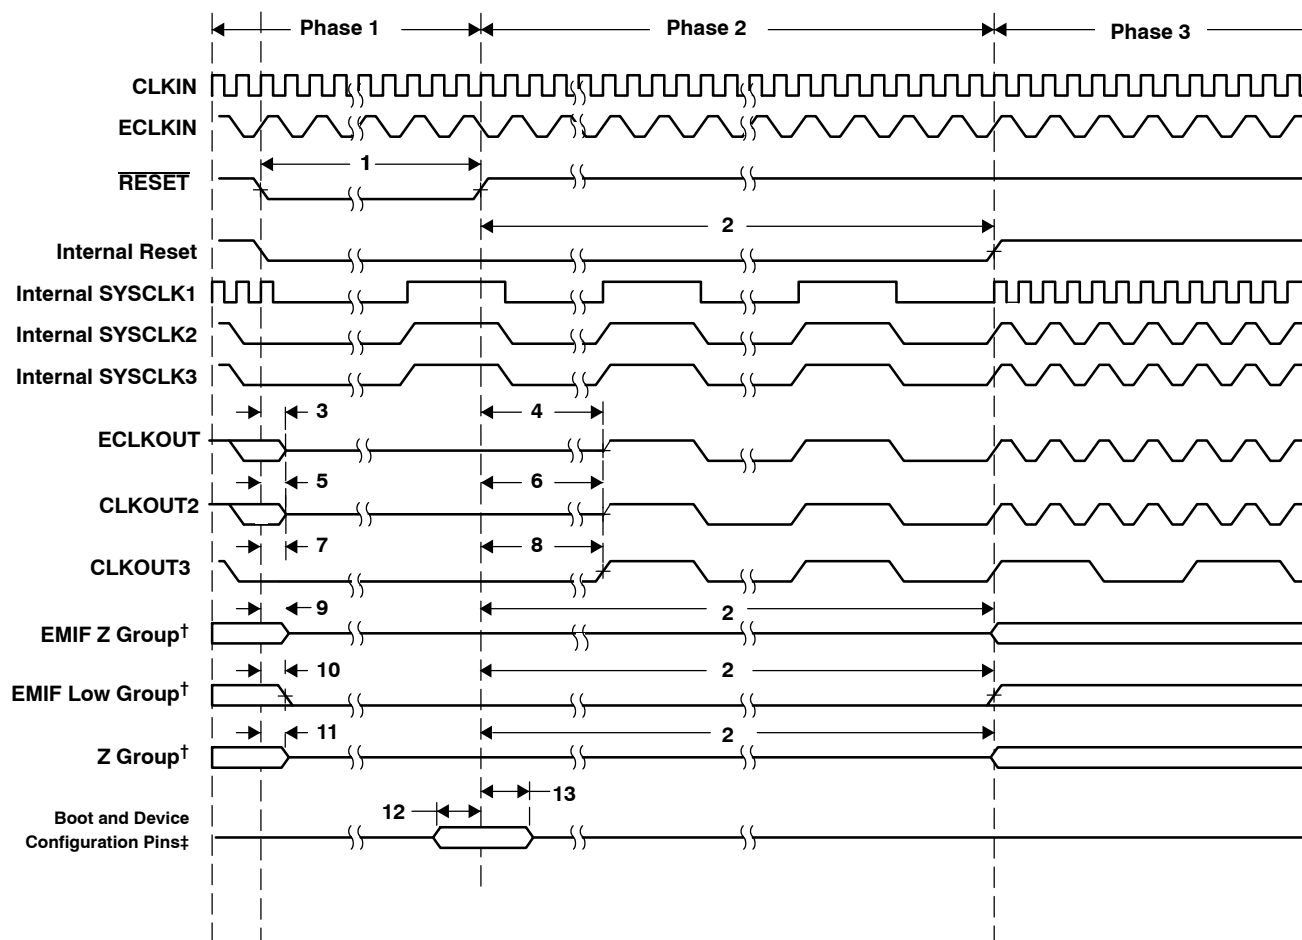 Phase 1 Phase 2 Phase 3
CLKIN
ECLKIN
1
RESET
2
Internal Reset
Internal SYSCLK1
Internal SYSCLK2
Internal SYSCLK3
3 4
ECLKOUT
5 6
CLKOUT2
7 8
CLKOUT3
9 2
EMIF Z Group†
10 2
EMIF Low Group†
11 2
Z Group†
12 13
Boot and Device
Configuration Pins‡